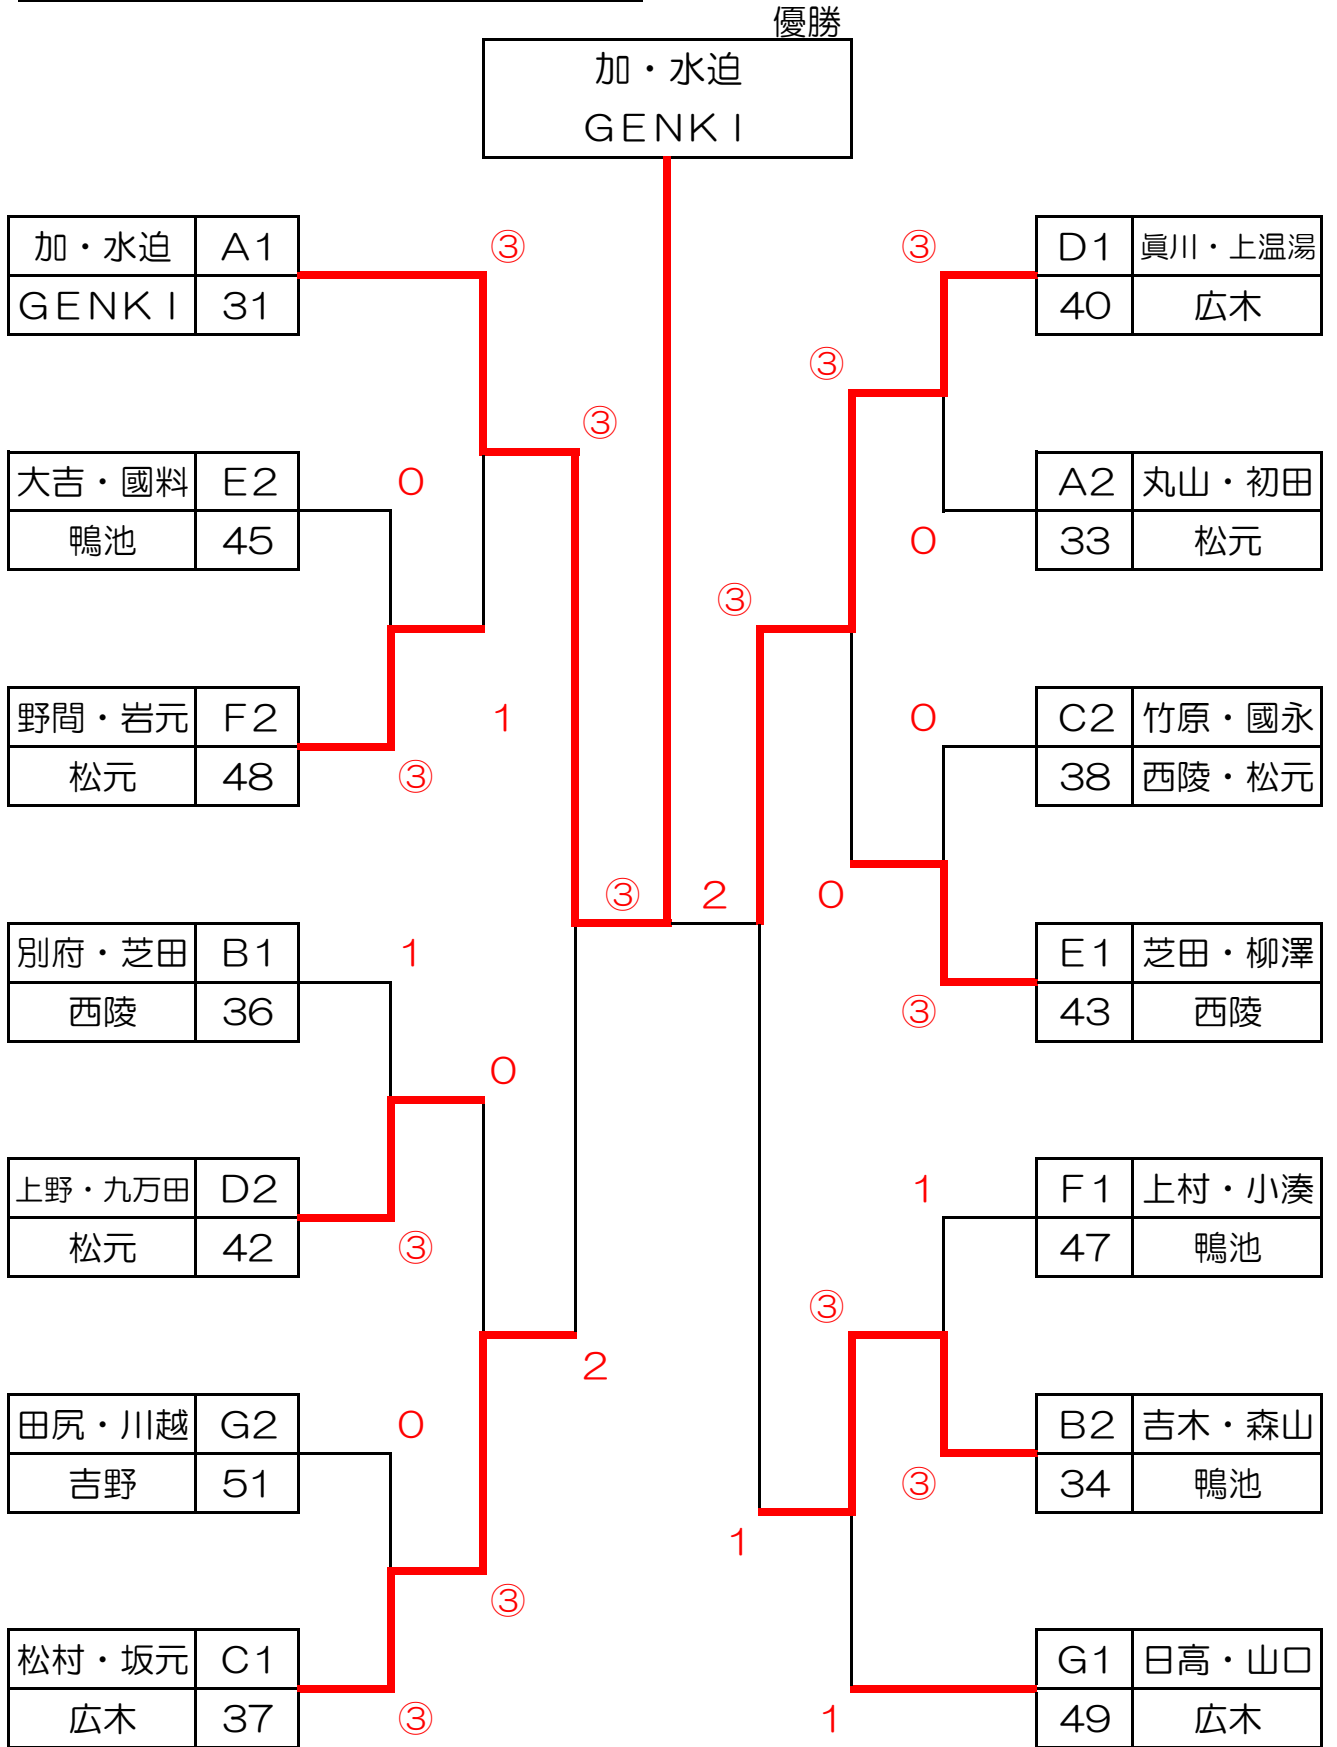 優勝
加・水迫
GENKI
加・水迫 A1 ③ ③ D1 眞川・上温湯
GENKI 31 40 広木
③
③
大吉・國料 E2 0 A2 丸山・初田
鴨池 45 0 33 松元
③
野間・岩元 F2 1 0 C2 竹原・國永
松元 48 ③ 38 西陵・松元
③ 2 0
別府・芝田 B1 1 E1 芝田・柳澤
西陵 36 ③ 43 西陵
0
上野・九万田 D2 1 F1 上村・小湊
松元 42 ③ 47 鴨池
③
2
田尻・川越 G2 0 B2 吉木・森山
吉野 51 ③ 34 鴨池
1
③
松村・坂元 C1 G1 日高・山口
広木 37 ③ 1 49 広木